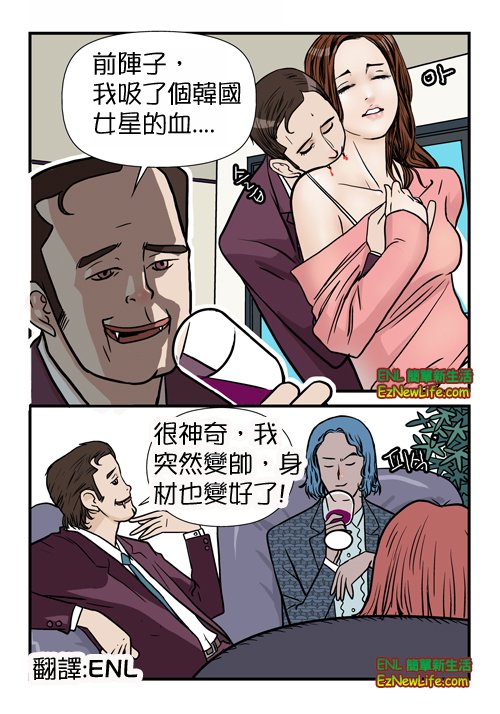 前陣子，
我吸了個韓國
女星的血....
아
ENL 簡單新生活
EzNewLife.com
很神奇，我
突然變帥，身
材也變好了!
ENL 簡單新生活
EzNewLife.com
翻譯:ENL